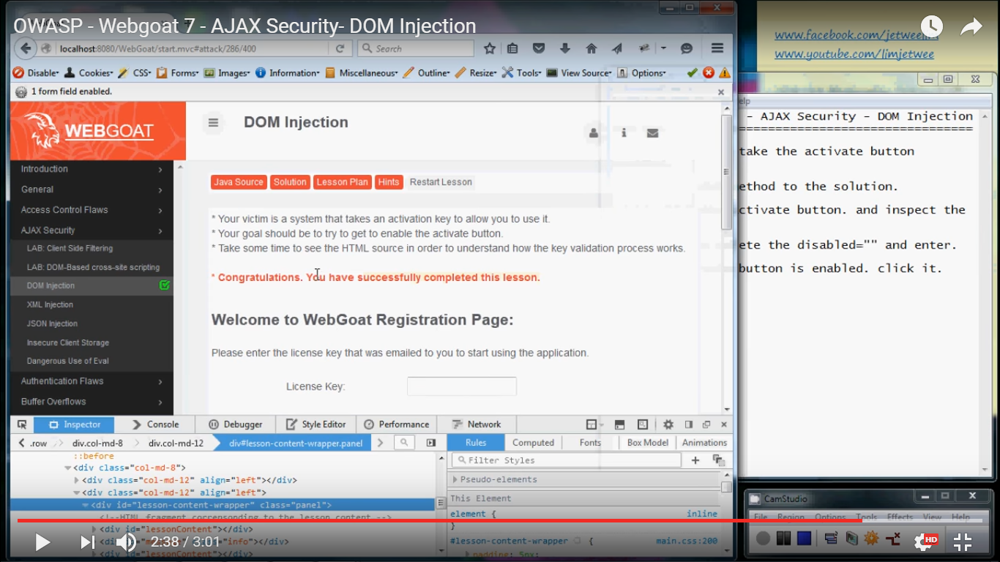 OWASP - Webgoat 7 - AJAX Security- DOM Injection
www.facebook.com/jetweelim
www.youtube.com/limjetwee
localhost:8080/WebGoat/start.mvc#attack/286/400
Search
Disable Cookies CSS Forms Images Information Miscellaneous Outline Resize Tools View Source Options
1 form field enabled.
WEBGOAT
DOM Injection
Introduction
General
Access Control Flaws
AJAX Security
LAB: Client Side Filtering
LAB: DOM-Based cross-site scripting
DOM Injection
XML Injection
JSON Injection
Insecure Client Storage
Dangerous Use of Eval
Authentication Flaws
Buffer Overflows
Java Source Solution Lesson Plan Hints Restart Lesson
* Your victim is a system that takes an activation key to allow you to use it.
* Your goal should be to try to get to enable the activate button.
* Take some time to see the HTML source in order to understand how the key validation process works.
* Congratulations. You have successfully completed this lesson.
Welcome to WebGoat Registration Page:
Please enter the license key that was emailed to you to start using the application.
License Key:
elp
- AJAX Security - DOM Injection
==============================
take the activate button
ethod to the solution.
ctivate button. and inspect the
ete the disabled="" and enter.
button is enabled. click it.
Inspector Console Debugger Style Editor Performance Network
.row div.col-md-8 div.col-md-12 div#lesson-content-wrapper.panel
::before
<div class="col-md-8">
<div class="col-md-12" align="left"></div>
<div class="col-md-12" align="left">
<div id="lesson-content-wrapper" class="panel">
<!--HTML fragment corrensponding to the lesson content -->
<div id="lessonContent"></div>
"info"></div>
<div id="lessonContent"></div>
Rules Computed Fonts Box Model Animations
Filter Styles
Pseudo-elements
This Element
element { inline
}
#lesson-content-wrapper { main.css:200
padding: 5px;
CamStudio
File Region Options Tools Effects View Help
2:38 / 3:01
HD